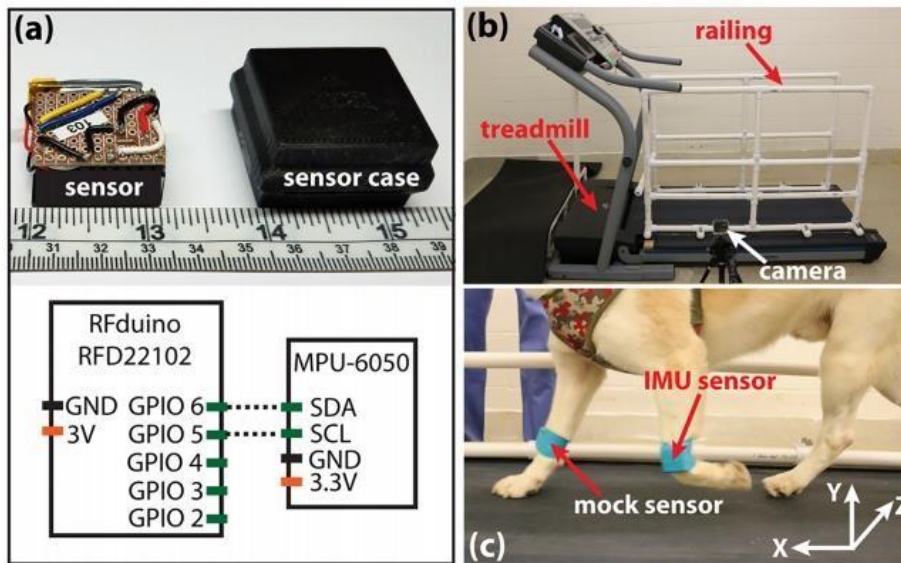 (a)
103
sensor
sensor case
12
13
14
15
31
32
33
34
35
36
37
38
39
RFduino
RFD22102
GND
3V
GPIO 6
GPIO 5
GPIO 4
GPIO 3
GPIO 2
MPU-6050
SDA
SCL
GND
3.3V
(b)
railing
treadmill
camera
IMU sensor
mock sensor
(c)
Y
Z
X